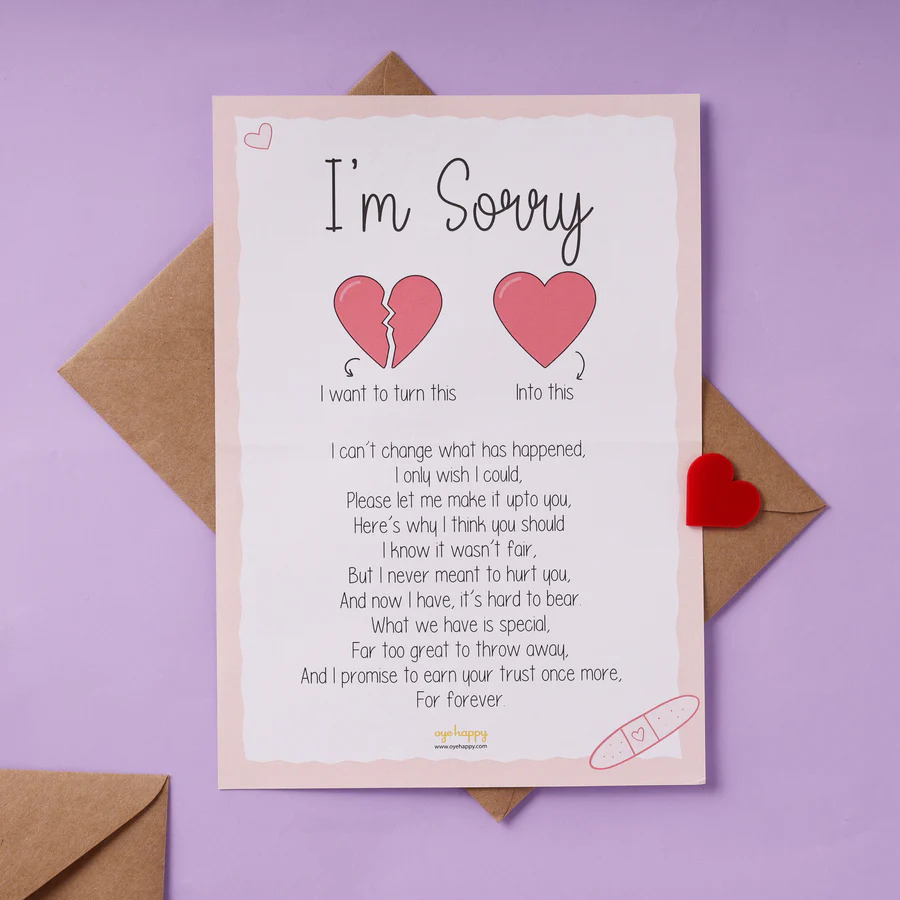 I'm Sorry
I want to turn this
Into this
I can't change what has happened,
I only wish I could,
Please let me make it upto you,
Here's why I think you should
I know it wasn't fair,
But I never meant to hurt you,
And now I have, it's hard to bear.
What we have is special,
Far too great to throw away,
And I promise to earn your trust once more,
For forever.
oye happy
www.oyehappy.com